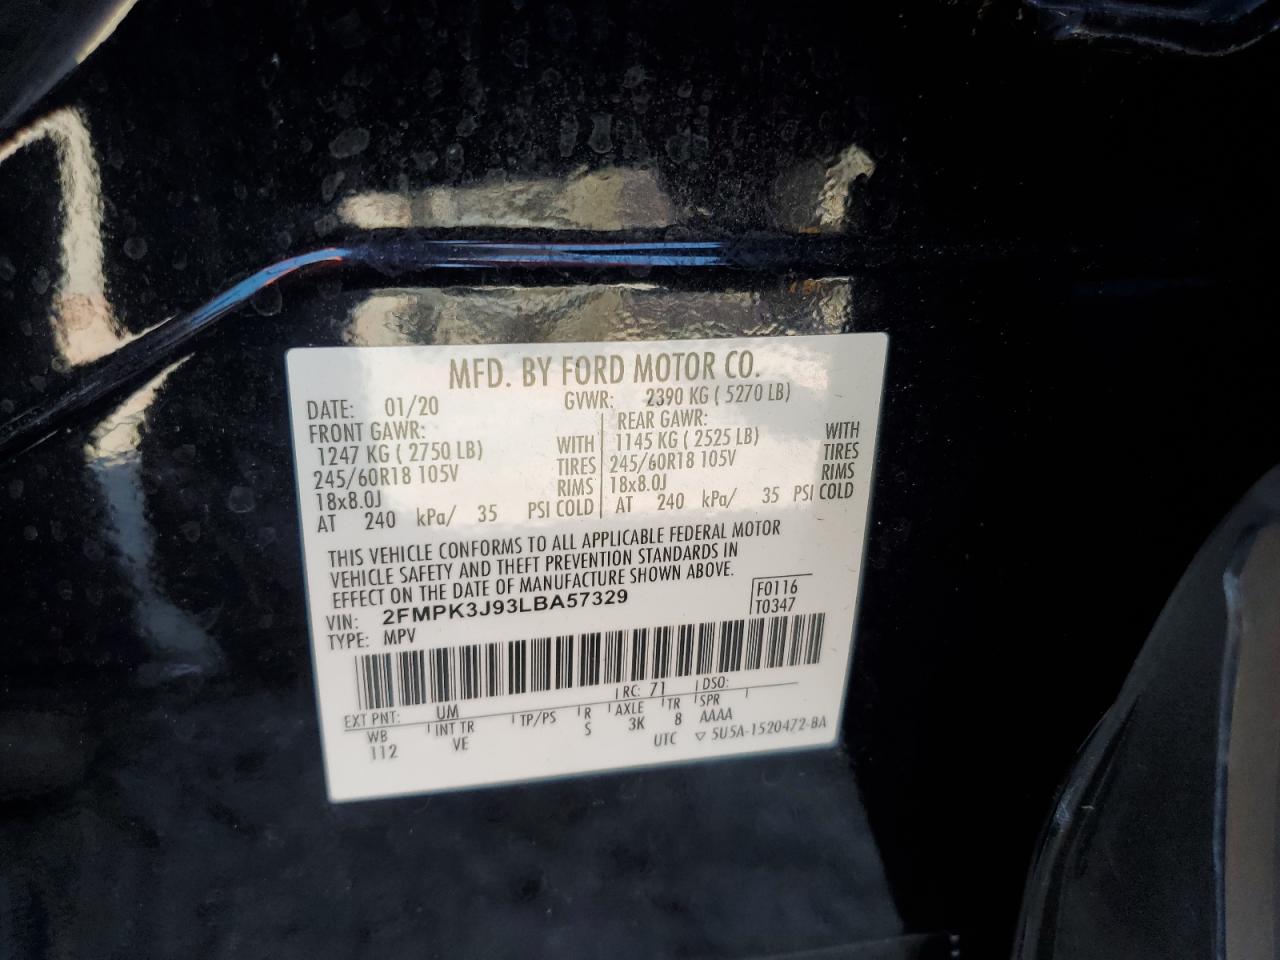 MFD. BY FORD MOTOR CO.
DATE: 01/20 GVWR: 2390 KG ( 5270 LB)
FRONT GAWR: REAR GAWR:
1247 KG ( 2750 LB) WITH 1145 KG ( 2525 LB) WITH
245/60R18 105V TIRES 245/60R18 105V TIRES
18x8.0J RIMS 18x8.0J RIMS
AT 240 kPa/ 35 PSI COLD AT 240 kPa/ 35 PSI COLD
THIS VEHICLE CONFORMS TO ALL APPLICABLE FEDERAL MOTOR
VEHICLE SAFETY AND THEFT PREVENTION STANDARDS IN
EFFECT ON THE DATE OF MANUFACTURE SHOWN ABOVE.
VIN: 2FMPK3J93LBA57329 F0116
TYPE: MPV T0347
EXT PNT: UM RC: 71 DSO:
WB INT TR TP/PS R AXLE TR SPR
112 VE S 3K 8 AAAA
UTC ▽ 5U5A-1520472-BA